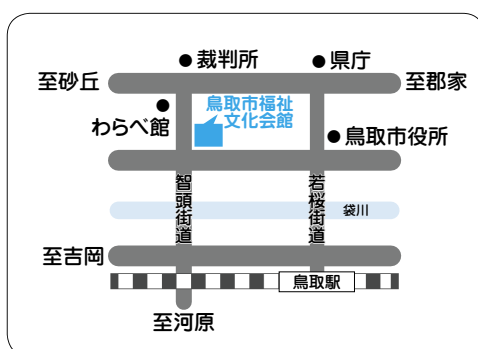 裁判所
県庁
至砂丘
至郡家
鳥取市福祉
文化会館
わらべ館
鳥取市役所
智頭街道
若桜街道
袋川
至吉岡
鳥取駅
至河原